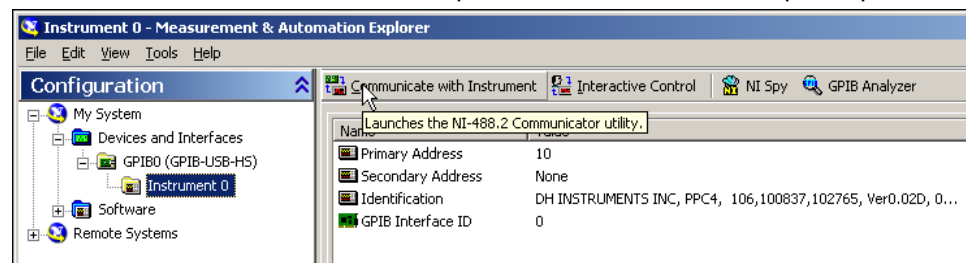 Instrument 0 - Measurement & Automation Explorer
File Edit View Tools Help
Configuration
Communicate with Instrument Interactive Control NI Spy GPIB Analyzer
My System
Devices and Interfaces
GPIB0 (GPIB-USB-HS)
Instrument 0
Software
Remote Systems
Launches the NI-488.2 Communicator utility.
Name Value
Primary Address 10
Secondary Address None
Identification DH INSTRUMENTS INC, PPC4, 106,100837,102765, Ver0.02D, 0...
GPIB Interface ID 0